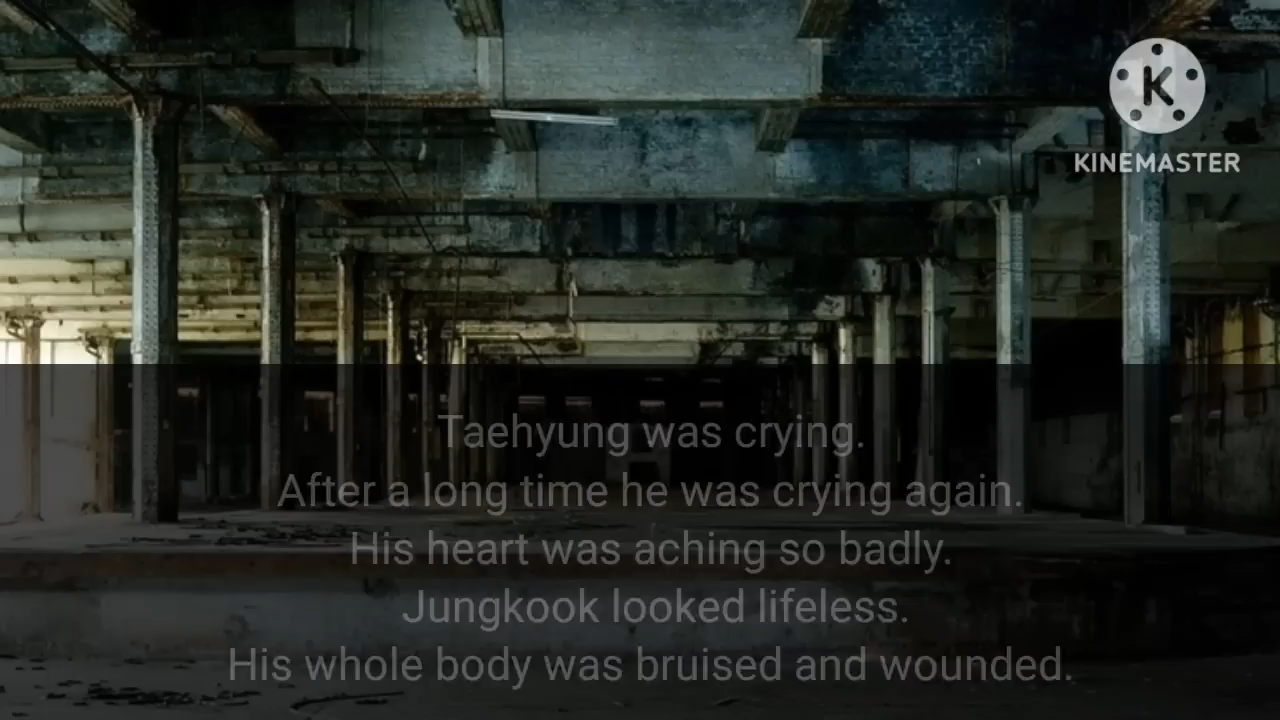 K
KINEMASTER
Taehyung was crying.
After a long time he was crying again.
His heart was aching so badly.
Jungkook looked lifeless.
His whole body was bruised and wounded.